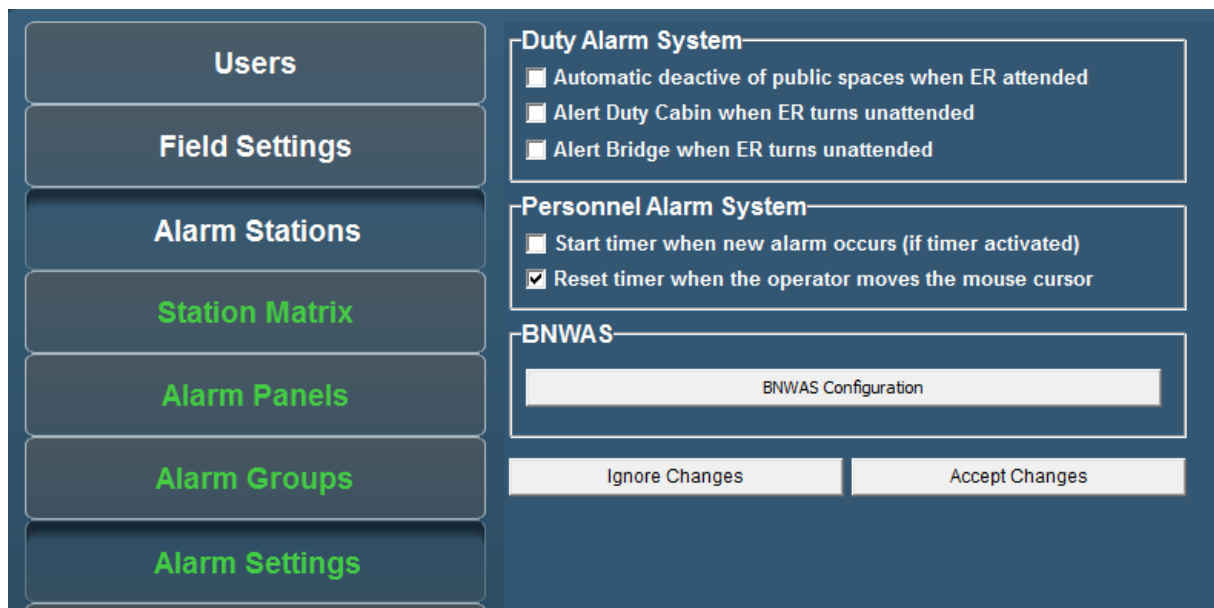 Users
Field Settings
Alarm Stations
Station Matrix
Alarm Panels
Alarm Groups
Alarm Settings
Duty Alarm System
Automatic deactive of public spaces when ER attended
Alert Duty Cabin when ER turns unattended
Alert Bridge when ER turns unattended
Personnel Alarm System
Start timer when new alarm occurs (if timer activated)
Reset timer when the operator moves the mouse cursor
BNWAS
BNWAS Configuration
Ignore Changes
Accept Changes